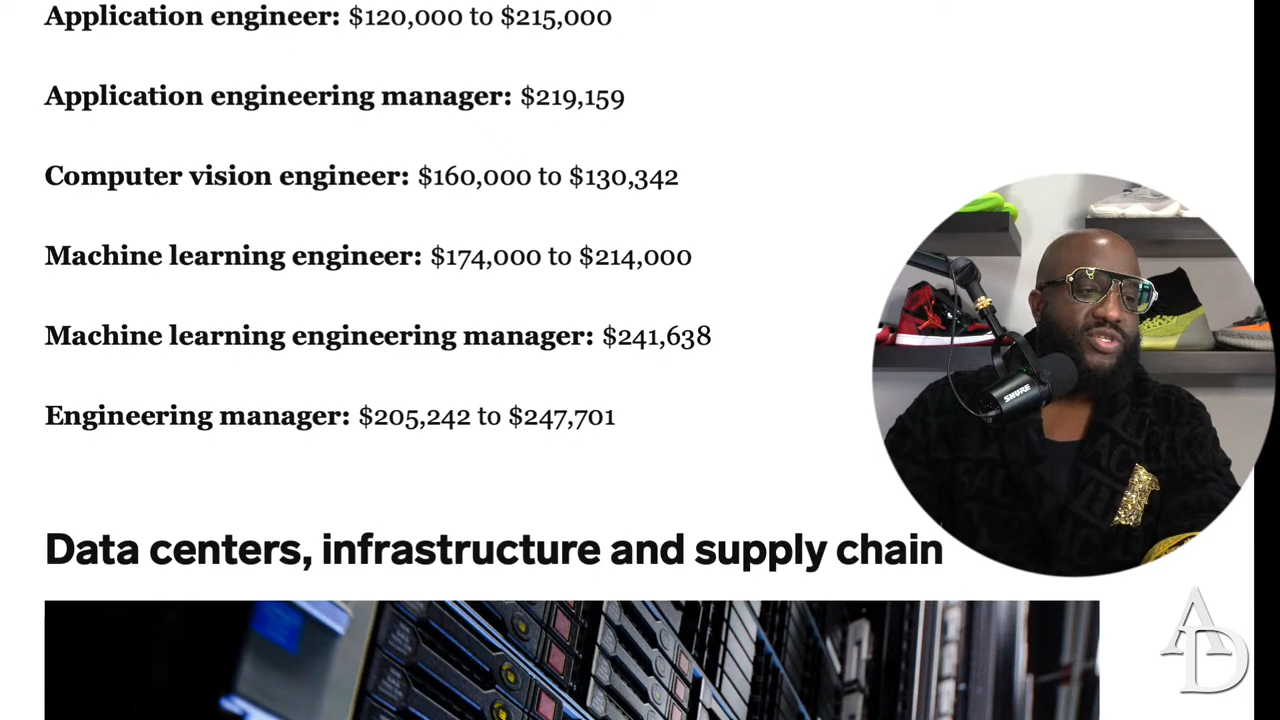 Application engineer: $120,000 to $215,000
Application engineering manager: $219,159
Computer vision engineer: $160,000 to $130,342
Machine learning engineer: $174,000 to $214,000
Machine learning engineering manager: $241,638
Engineering manager: $205,242 to $247,701
SHURE
Data centers, infrastructure and supply chain
AD